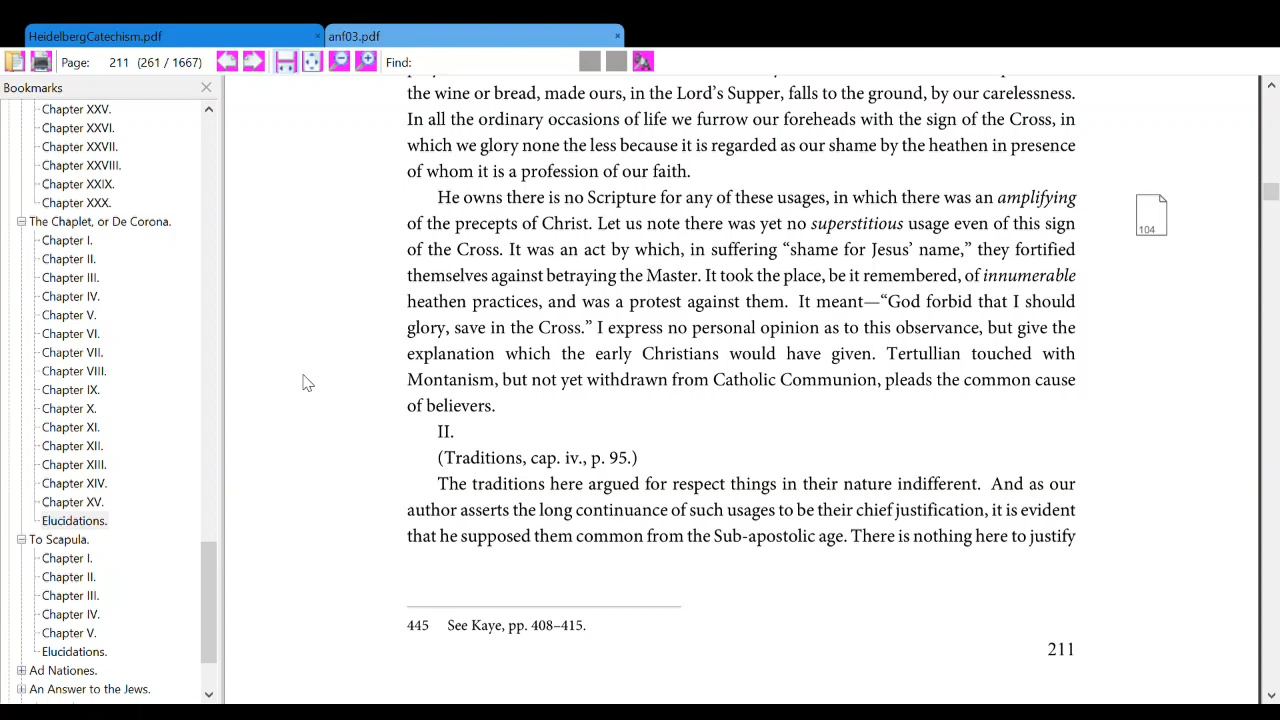 HeidelbergCatechism.pdf
anf03.pdf
Page: 211 (261 / 1667) Find:
Bookmarks
Chapter XXV.
Chapter XXVI.
Chapter XXVII.
Chapter XXVIII.
Chapter XXIX.
Chapter XXX.
The Chaplet, or De Corona.
Chapter I.
Chapter II.
Chapter III.
Chapter IV.
Chapter V.
Chapter VI.
Chapter VII.
Chapter VIII.
Chapter IX.
Chapter X.
Chapter XI.
Chapter XII.
Chapter XIII.
Chapter XIV.
Chapter XV.
Elucidations.
To Scapula.
Chapter I.
Chapter II.
Chapter III.
Chapter IV.
Chapter V.
Elucidations.
Ad Nationes.
An Answer to the Jews.
the wine or bread, made ours, in the Lord’s Supper, falls to the ground, by our carelessness.
In all the ordinary occasions of life we furrow our foreheads with the sign of the Cross, in
which we glory none the less because it is regarded as our shame by the heathen in presence
of whom it is a profession of our faith.
He owns there is no Scripture for any of these usages, in which there was an amplifying
of the precepts of Christ. Let us note there was yet no superstitious usage even of this sign
of the Cross. It was an act by which, in suffering “shame for Jesus’ name,” they fortified
themselves against betraying the Master. It took the place, be it remembered, of innumerable
heathen practices, and was a protest against them. It meant—“God forbid that I should
glory, save in the Cross.” I express no personal opinion as to this observance, but give the
explanation which the early Christians would have given. Tertullian touched with
Montanism, but not yet withdrawn from Catholic Communion, pleads the common cause
of believers.
II.
(Traditions, cap. iv., p. 95.)
The traditions here argued for respect things in their nature indifferent. And as our
author asserts the long continuance of such usages to be their chief justification, it is evident
that he supposed them common from the Sub-apostolic age. There is nothing here to justify
104
445 See Kaye, pp. 408–415.
211